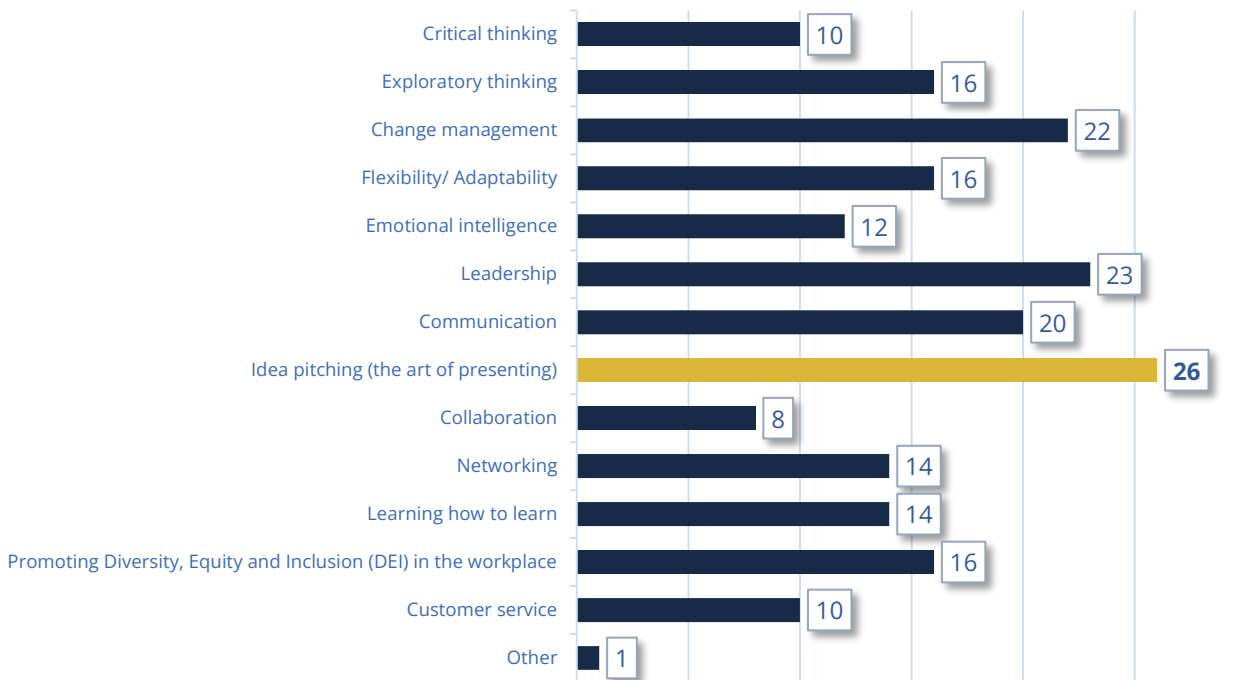 Critical thinking 10
Exploratory thinking 16
Change management 22
Flexibility/ Adaptability 16
Emotional intelligence 12
Leadership 23
Communication 20
Idea pitching (the art of presenting) 26
Collaboration 8
Networking 14
Learning how to learn 14
Promoting Diversity, Equity and Inclusion (DEI) in the workplace 16
Customer service 10
Other 1